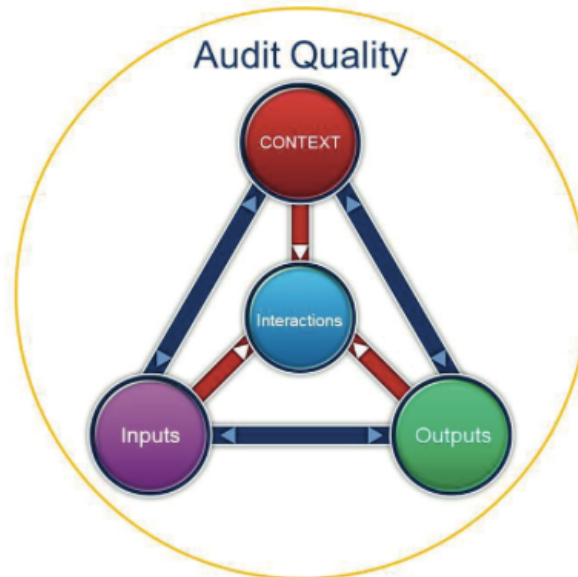 Audit Quality
CONTEXT
Interactions
Inputs
Outputs